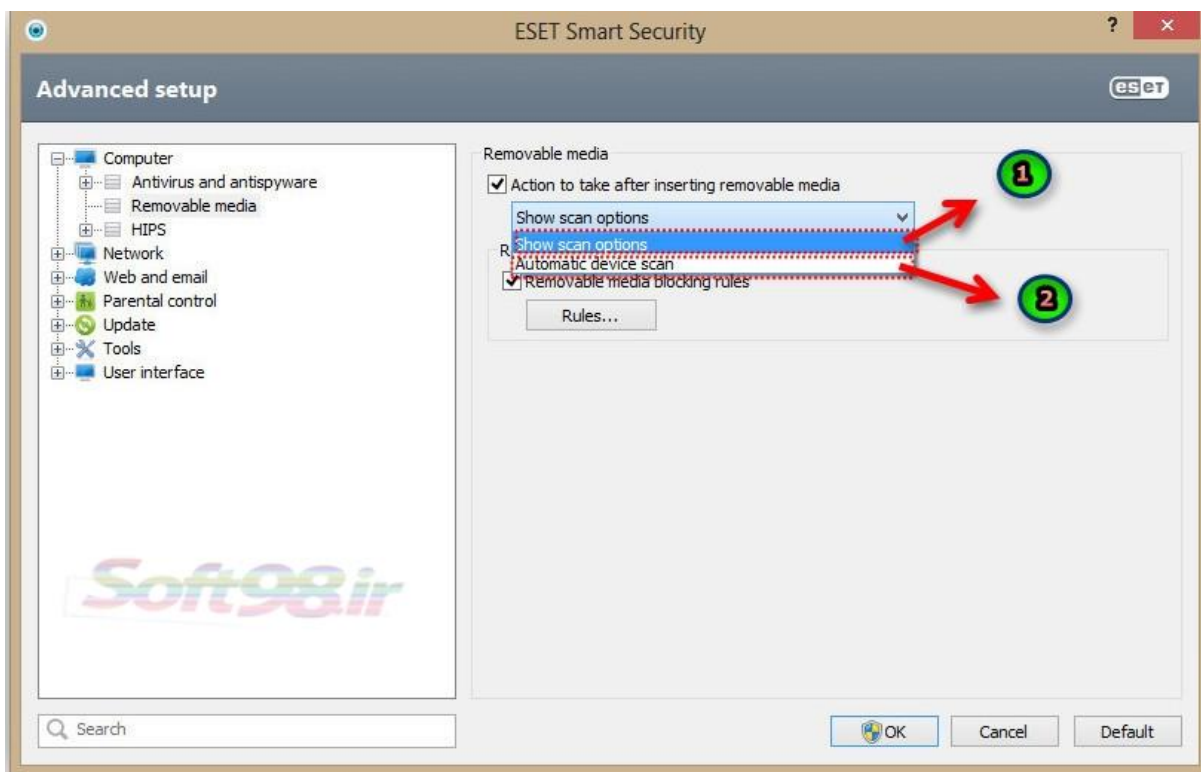 ESET Smart Security
?
Advanced setup
eset
Computer
Antivirus and antispyware
Removable media
HIPS
Network
Web and email
Parental control
Update
Tools
User interface
Soft98.ir
Search
Removable media
Action to take after inserting removable media
Show scan options
Show scan options
R
Automatic device scan
Removable media blocking rules
Rules...
1
2
OK
Cancel
Default